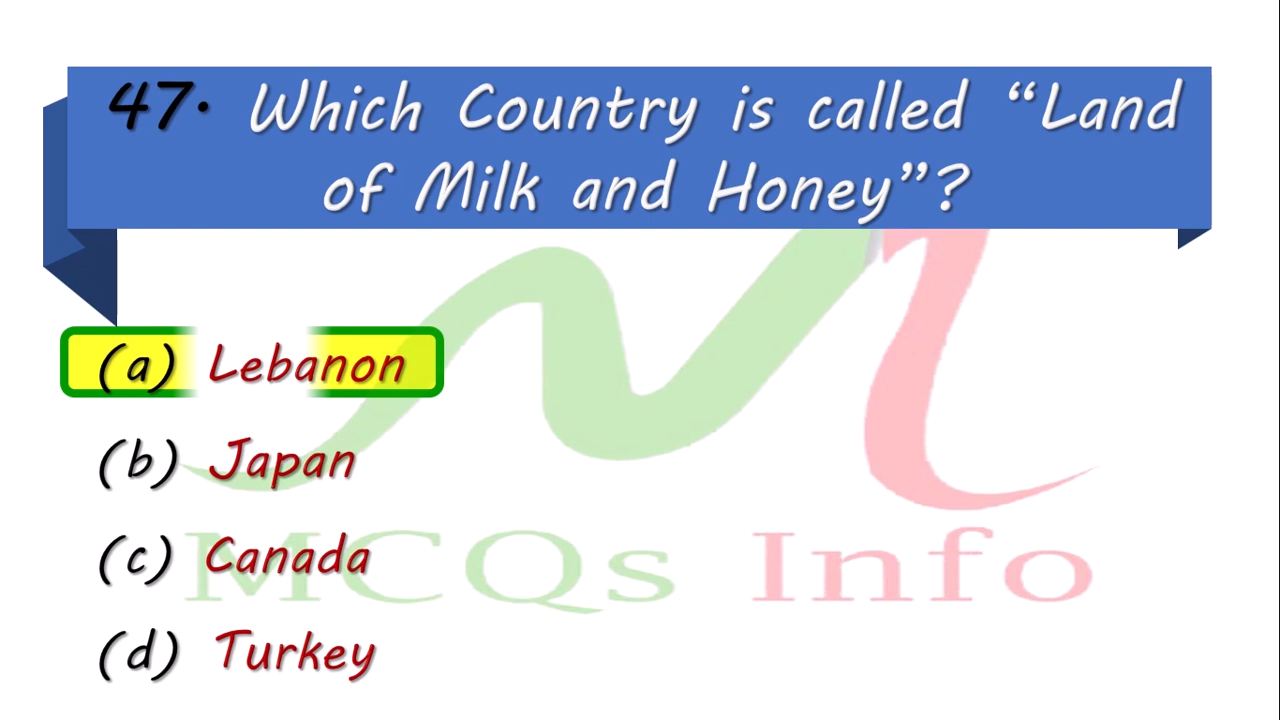 47. Which Country is called “Land
of Milk and Honey”?
(a) Lebanon
(b) Japan
(c) Canada
(d) Turkey
MCQs Info